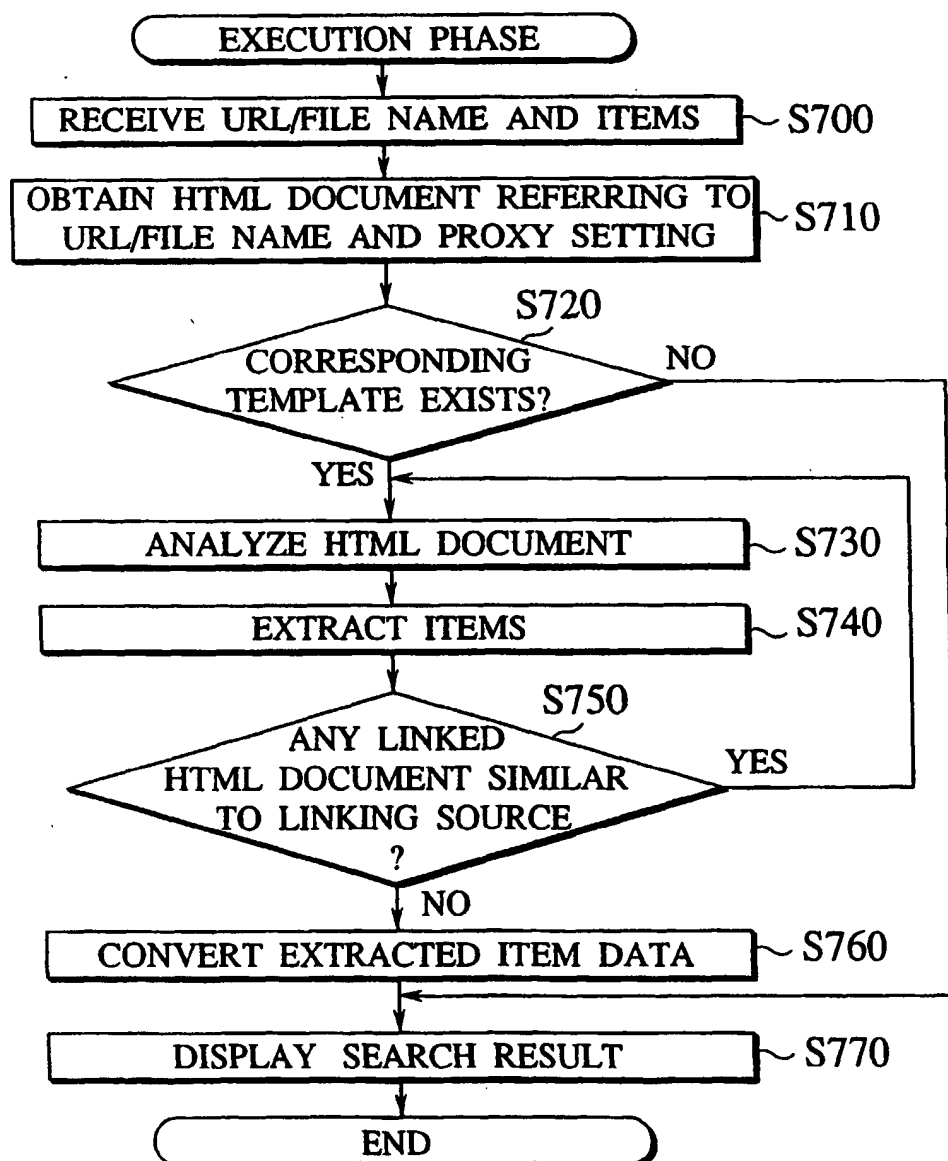 EXECUTION PHASE
RECEIVE URL/FILE NAME AND ITEMS
S700
OBTAIN HTML DOCUMENT REFERRING TO
URL/FILE NAME AND PROXY SETTING
S710
S720
CORRESPONDING
TEMPLATE EXISTS?
NO
YES
ANALYZE HTML DOCUMENT
S730
EXTRACT ITEMS
S740
S750
ANY LINKED
HTML DOCUMENT SIMILAR
TO LINKING SOURCE
?
YES
NO
CONVERT EXTRACTED ITEM DATA
S760
DISPLAY SEARCH RESULT
S770
END